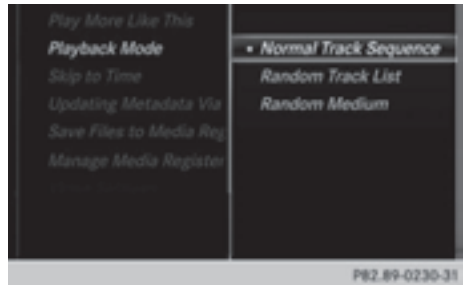 Play More Like This
Playback Mode
Skip to Time
Updating Metadata Via
Save Files to Media Reg
Manage Media Register
• Normal Track Sequence
Random Track List
Random Medium
P82.89-0230-31